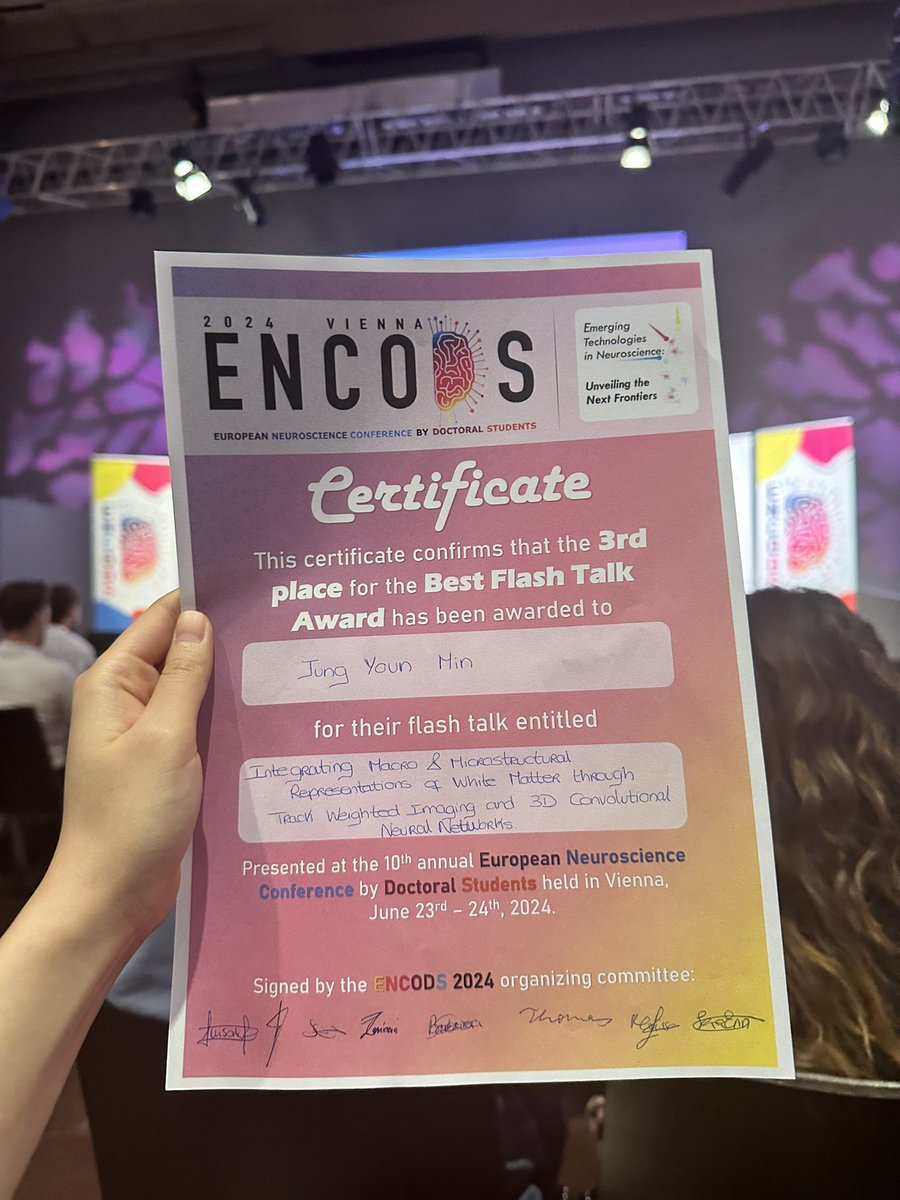 2024 VIENNA
ENCODS
EUROPEAN NEUROSCIENCE CONFERENCE BY DOCTORAL STUDENTS
Emerging
Technologies
in Neuroscience:
Unveiling the
Next Frontiers
Certificate
This certificate confirms that the 3rd
place for the Best Flash Talk
Award has been awarded to
Jung Youn Min
for their flash talk entitled
Integrating Macro & Microstructural
Representations of White Matter through
Track Weighted Imaging and 3D Convolutional
Neural Networks
Presented at the 10th annual European Neuroscience
Conference by Doctoral Students held in Vienna,
June 23rd – 24th, 2024.
Signed by the ENCODS 2024 organizing committee:
Thomas